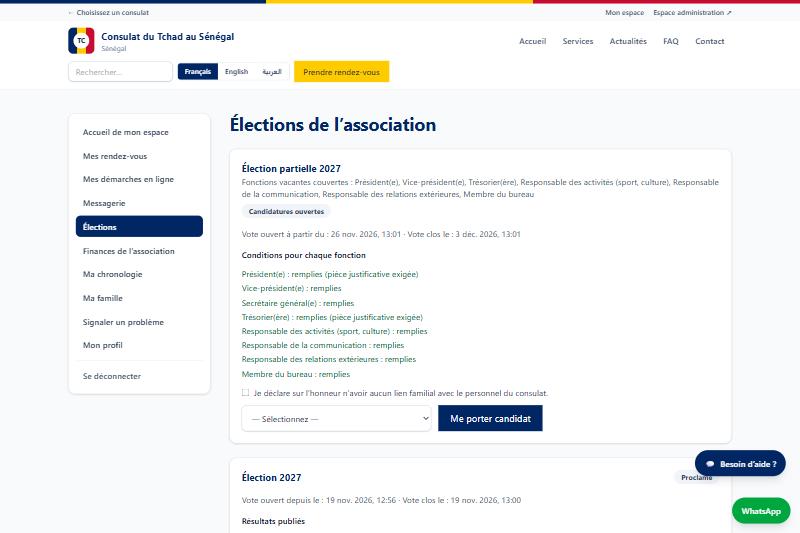 ← Choisissez un consulat
Mon espace
Espace administration ↗
TC
Consulat du Tchad au Sénégal
Sénégal
Accueil
Services
Actualités
FAQ
Contact
Rechercher...
Français
English
العربية
Prendre rendez-vous
Accueil de mon espace
Mes rendez-vous
Mes démarches en ligne
Messagerie
Élections
Finances de l'association
Ma chronologie
Ma famille
Signaler un problème
Mon profil
Se déconnecter
Élections de l'association
Élection partielle 2027
Fonctions vacantes couvertes : Président(e), Vice-président(e), Trésorier(ère), Responsable des activités (sport, culture), Responsable
de la communication, Responsable des relations extérieures, Membre du bureau
Candidatures ouvertes
Vote ouvert à partir du : 26 nov. 2026, 13:01 · Vote clos le : 3 déc. 2026, 13:01
Conditions pour chaque fonction
Président(e) : remplies (pièce justificative exigée)
Vice-président(e) : remplies
Secrétaire général(e) : remplies
Trésorier(ère) : remplies (pièce justificative exigée)
Responsable des activités (sport, culture) : remplies
Responsable de la communication : remplies
Responsable des relations extérieures : remplies
Membre du bureau : remplies
Je déclare sur l'honneur n'avoir aucun lien familial avec le personnel du consulat.
— Sélectionnez —
Me porter candidat
Besoin d'aide ?
Élection 2027
Proclamé
Vote ouvert depuis le : 19 nov. 2026, 12:56 · Vote clos le : 19 nov. 2026, 13:00
WhatsApp
Résultats publiés